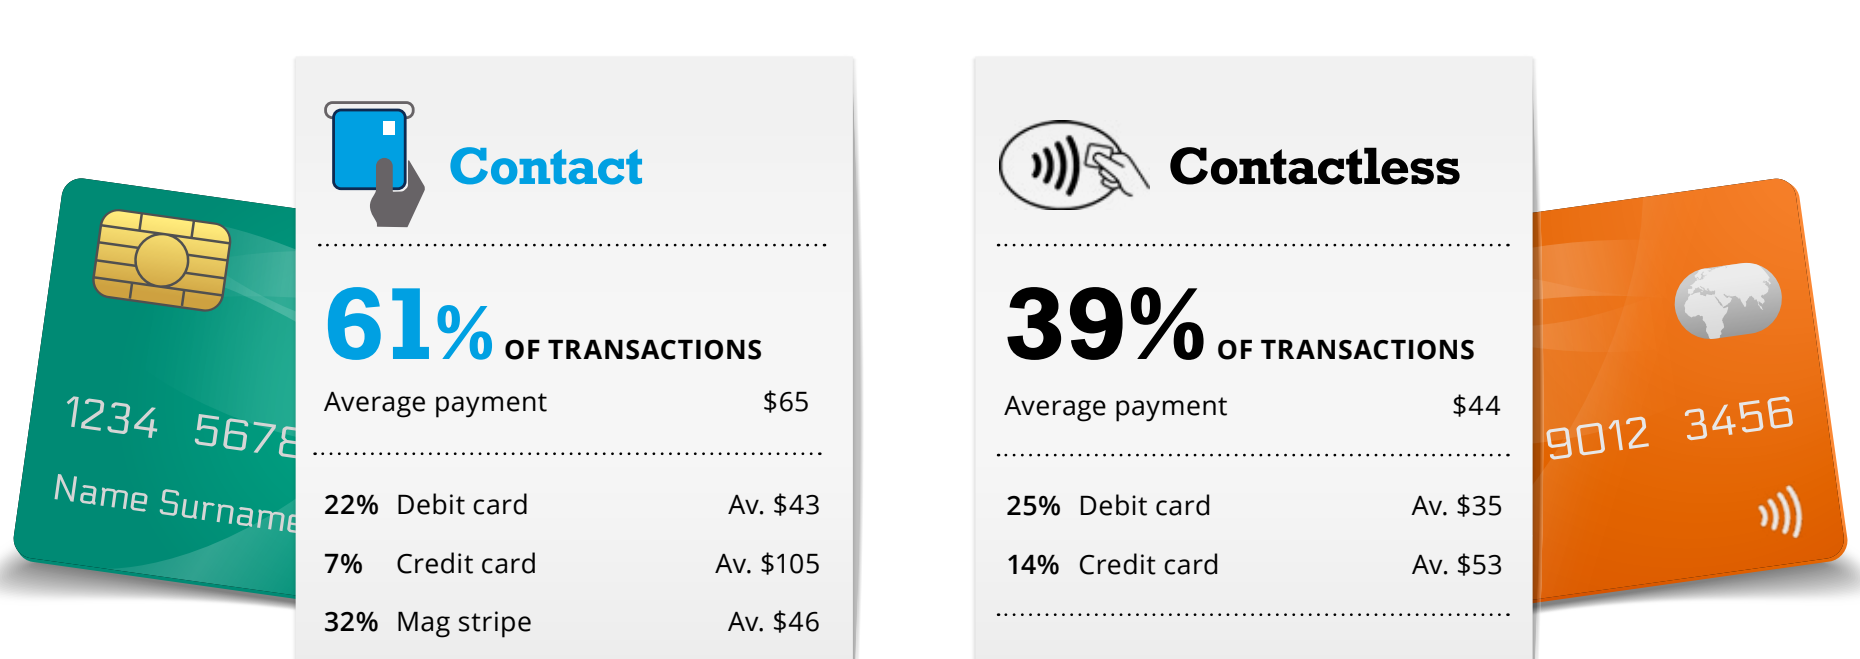 Contact
61% OF TRANSACTIONS
Average payment $65
22% Debit card Av. $43
7% Credit card Av. $105
32% Mag stripe Av. $46
Contactless
39% OF TRANSACTIONS
Average payment $44
25% Debit card Av. $35
14% Credit card Av. $53
1234 5678
Name Surname
9012 3456